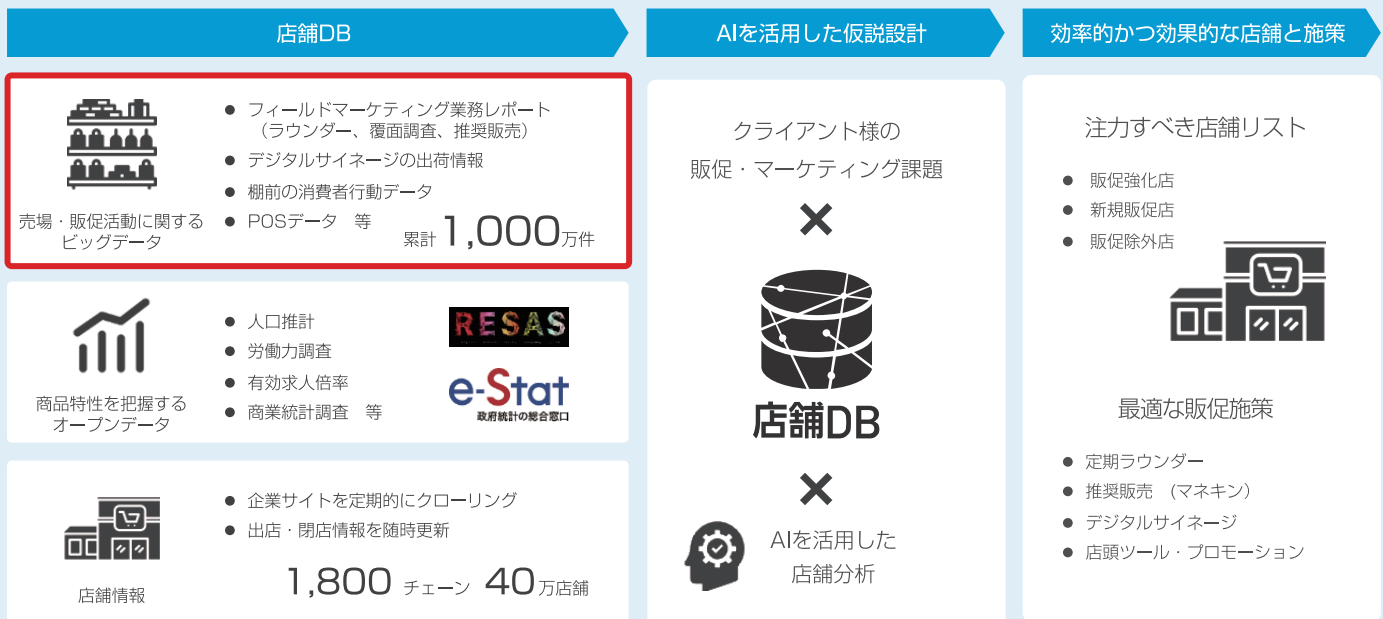 店舗DB
AIを活用した仮説設計
効率的かつ効果的な店舗と施策
売場・販促活動に関する
ビッグデータ
● フィールドマーケティング業務レポート
（ラウンダー、覆面調査、推奨販売）
● デジタルサイネージの出荷情報
● 棚前の消費者行動データ
● POSデータ　等
累計 1,000万件
商品特性を把握する
オープンデータ
● 人口推計
● 労働力調査
● 有効求人倍率
● 商業統計調査　等
RESAS
e-Stat
政府統計の総合窓口
店舗情報
● 企業サイトを定期的にクローリング
● 出店・閉店情報を随時更新
1,800 チェーン 40万店舗
クライアント様の
販促・マーケティング課題
×
店舗DB
×
AIを活用した
店舗分析
注力すべき店舗リスト
● 販促強化店
● 新規販促店
● 販促除外店
最適な販促施策
● 定期ラウンダー
● 推奨販売　(マネキン）
● デジタルサイネージ
● 店頭ツール・プロモーション